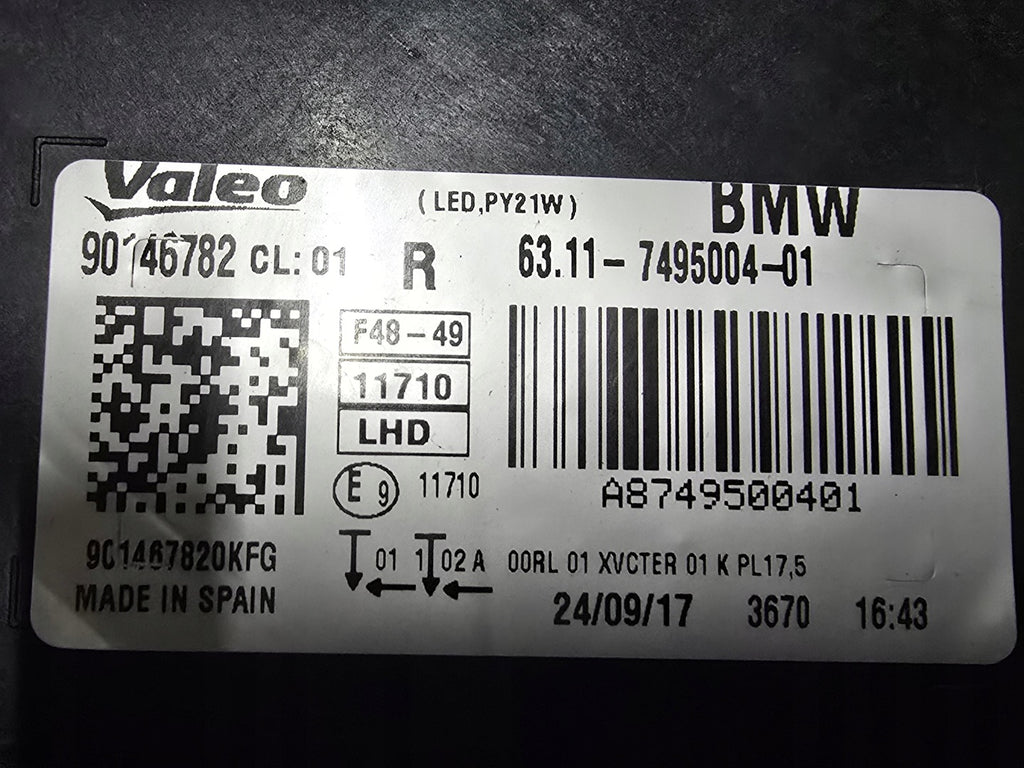 Valeo
(LED,PY21W)
BMW
90146782 CL: 01
R
63.11- 7495004-01
F48-49
11710
LHD
E 9 11710
A8749500401
901467820KFG
01 1 02 A
00RL 01 XVCTER 01 K PL17,5
MADE IN SPAIN
24/09/17 3670 16:43